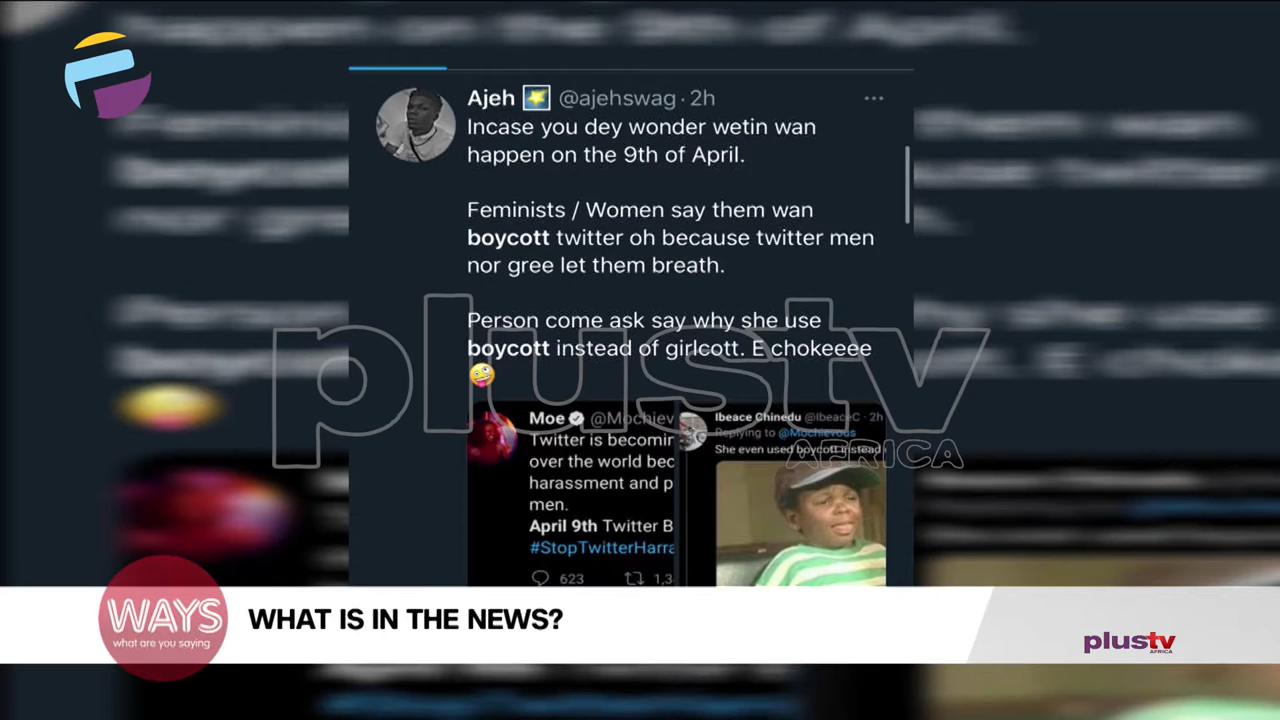 Ajeh @ajehswag · 2h
Incase you dey wonder wetin wan
happen on the 9th of April.
Feminists / Women say them wan
boycott twitter oh because twitter men
nor gree let them breath.
Person come ask say why she use
boycott instead of girlcott. E chokeeee
Moe @Mochiev
Twitter is becomin
over the world bec
harassment and p
men.
April 9th Twitter B
#StopTwitterHarra
623 1,3
Ibeace Chinedu @IbeaceC · 2h
Replying to @Mochievous
She even used boycott instead
plustv
AFRICA
WAYS
what are you saying
WHAT IS IN THE NEWS?
plustv
AFRICA